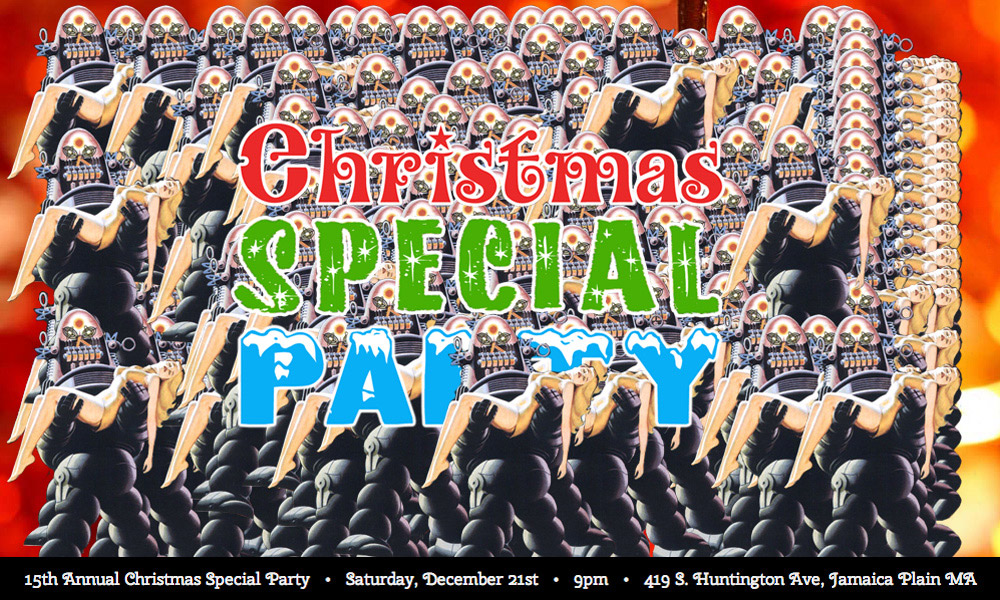 Christmas
SPECIAL
PARTY
15th Annual Christmas Special Party • Saturday, December 21st • 9pm • 419 S. Huntington Ave, Jamaica Plain MA